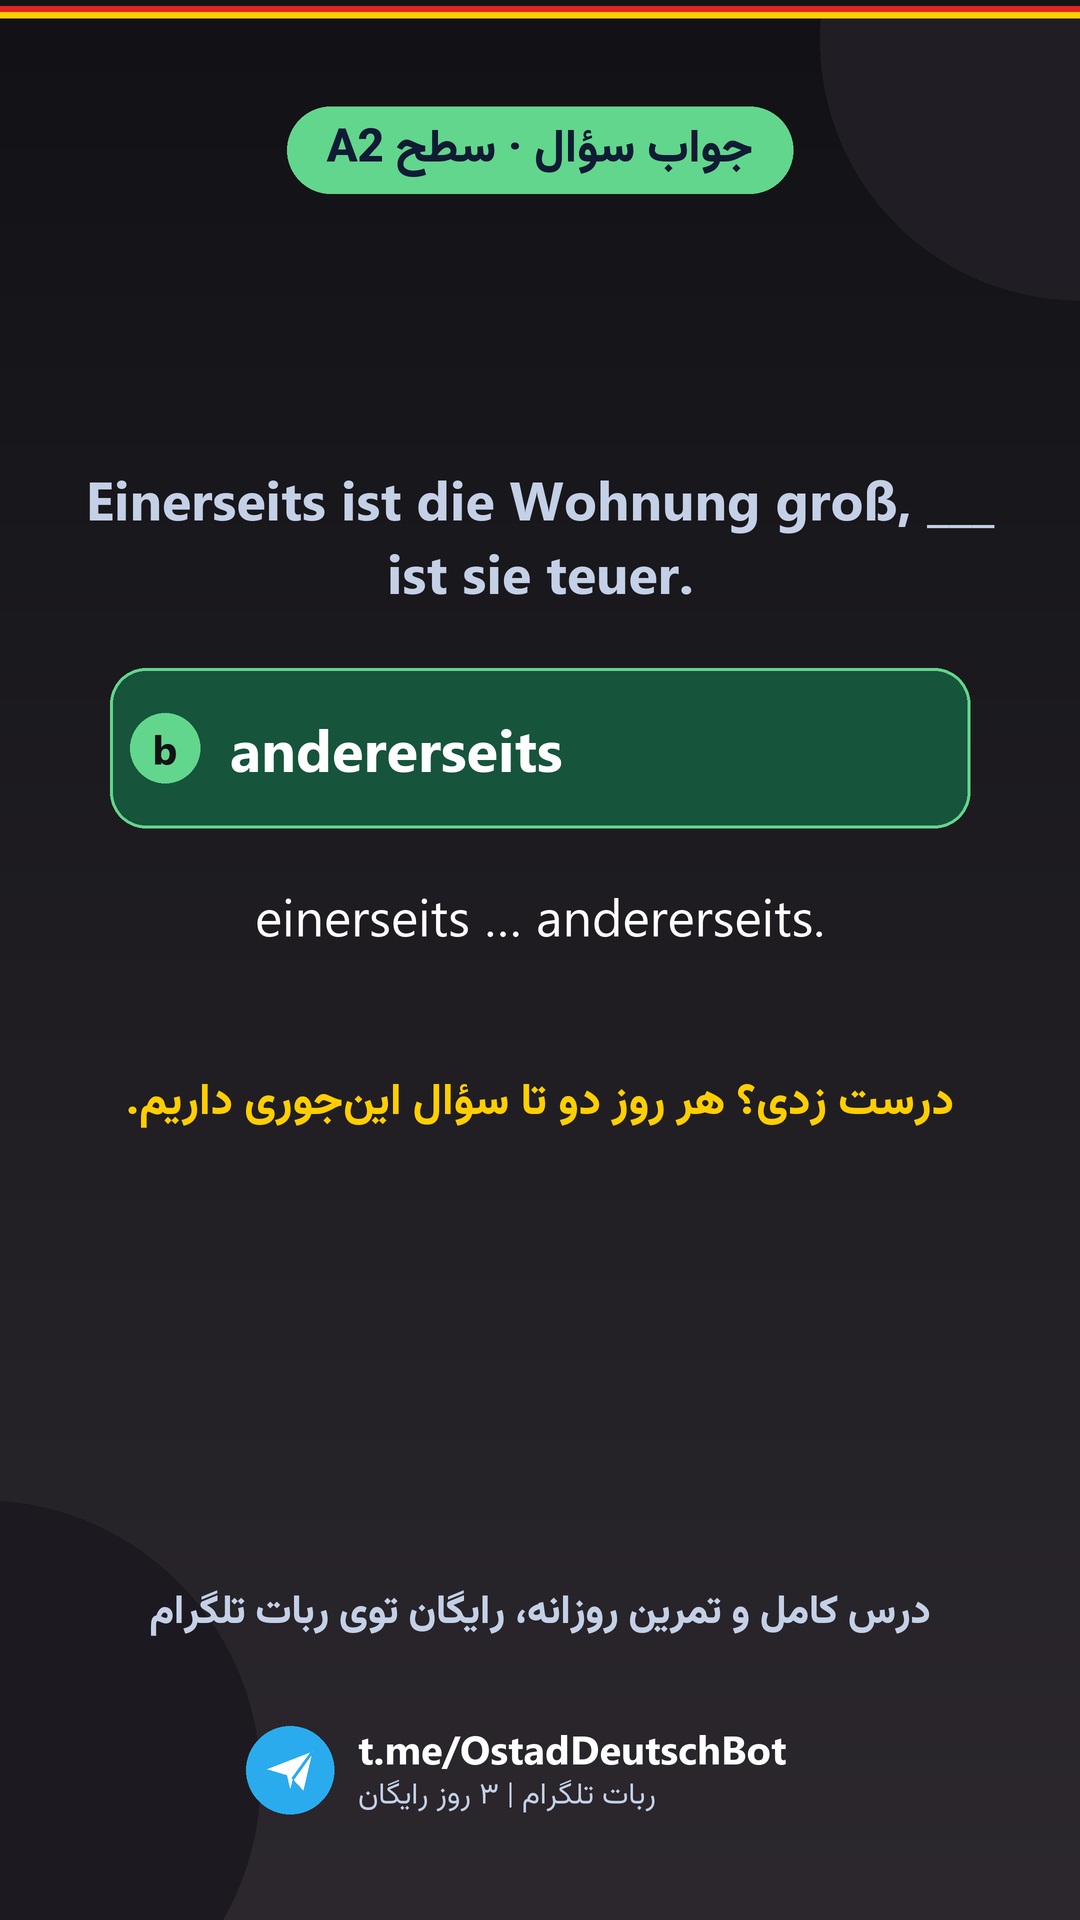 جواب سؤال · سطح A2
Einerseits ist die Wohnung groß, ___
ist sie teuer.
b andererseits
einerseits … andererseits.
درست زدی؟ هر روز دو تا سؤال این‌جوری داریم.
درس کامل و تمرین روزانه، رایگان توی ربات تلگرام
t.me/OstadDeutschBot
ربات تلگرام | ۳ روز رایگان